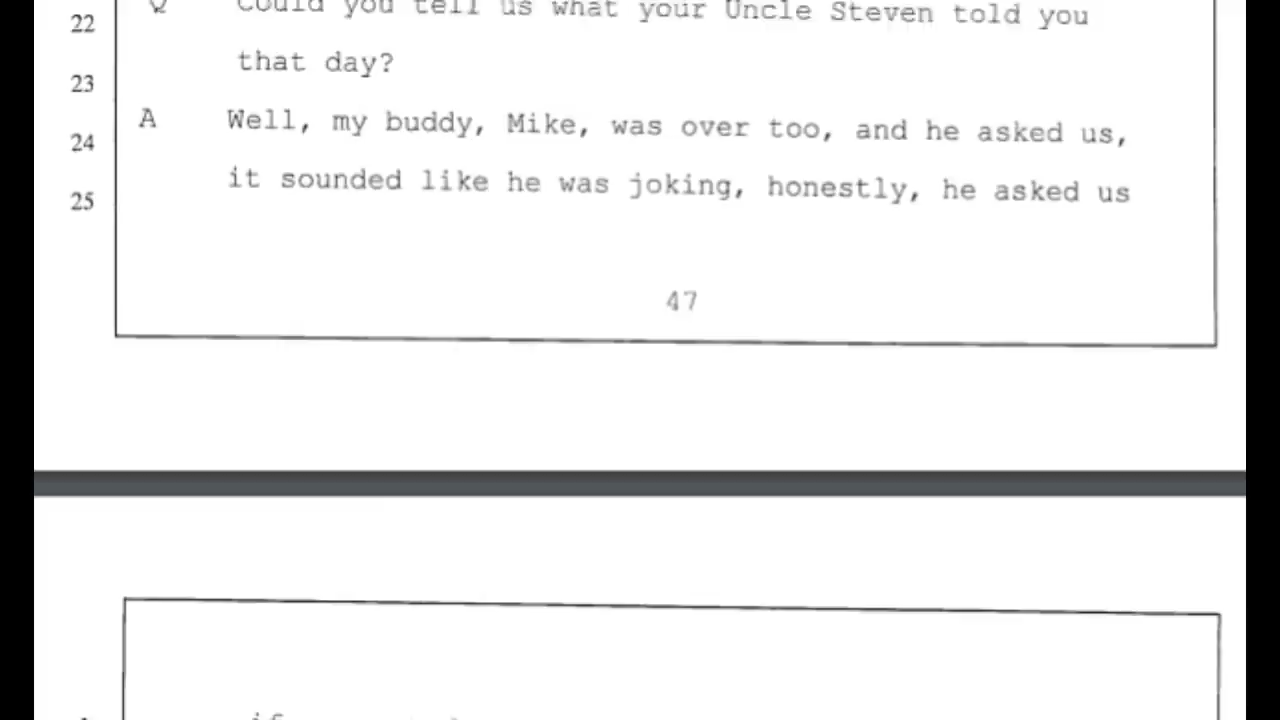 22 Q Could you tell us what your Uncle Steven told you
23 that day?
24 A Well, my buddy, Mike, was over too, and he asked us,
25 it sounded like he was joking, honestly, he asked us
47
if